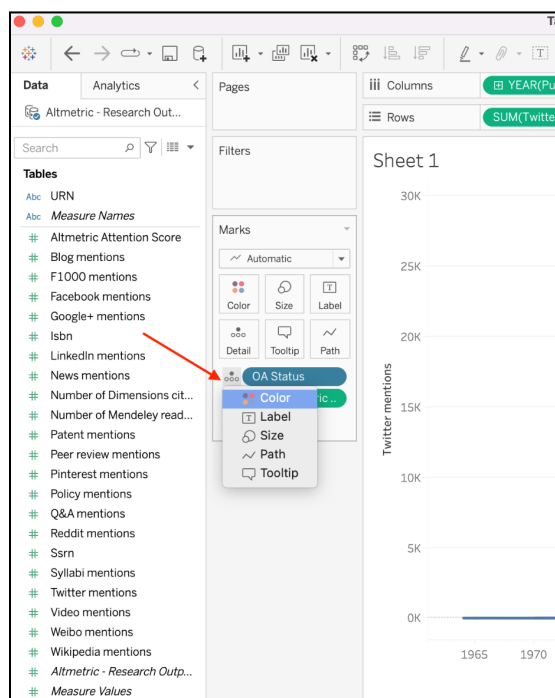 Data
Analytics
Altmetric - Research Out...
Search
Tables
Abc URN
Abc Measure Names
# Altmetric Attention Score
# Blog mentions
# F1000 mentions
# Facebook mentions
# Google+ mentions
# Isbn
# LinkedIn mentions
# News mentions
# Number of Dimensions cit...
# Number of Mendeley read...
# Patent mentions
# Peer review mentions
# Pinterest mentions
# Policy mentions
# Q&A mentions
# Reddit mentions
# Ssrn
# Syllabi mentions
# Twitter mentions
# Video mentions
# Weibo mentions
# Wikipedia mentions
# Altmetric - Research Outp...
# Measure Values
Pages
Filters
Marks
Automatic
Color Size Label
Detail Tooltip Path
OA Status
Color
ric ..
Label
Size
Path
Tooltip
Ta
Columns
YEAR(Pu
Rows
SUM(Twitte
Sheet 1
Twitter mentions
30K
25K
20K
15K
10K
5K
0K
1965 1970